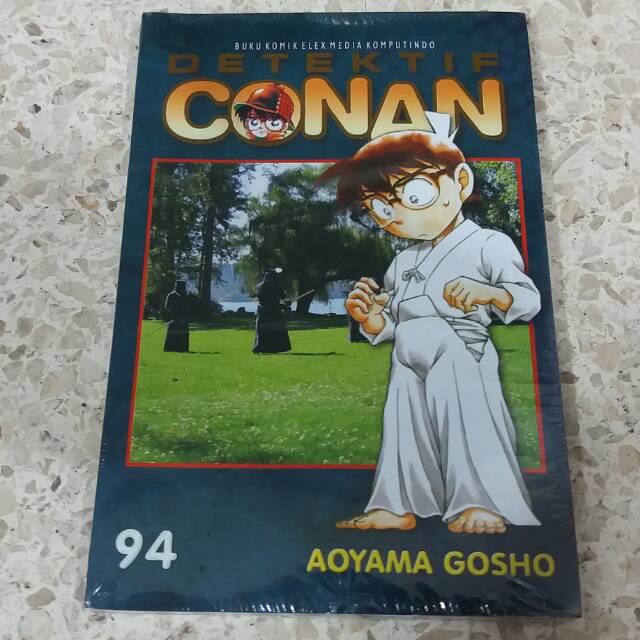 BUKU KOMIK ELEX MEDIA KOMPUTINDO
DETEKTIF
CONAN
94
AOYAMA GOSHO